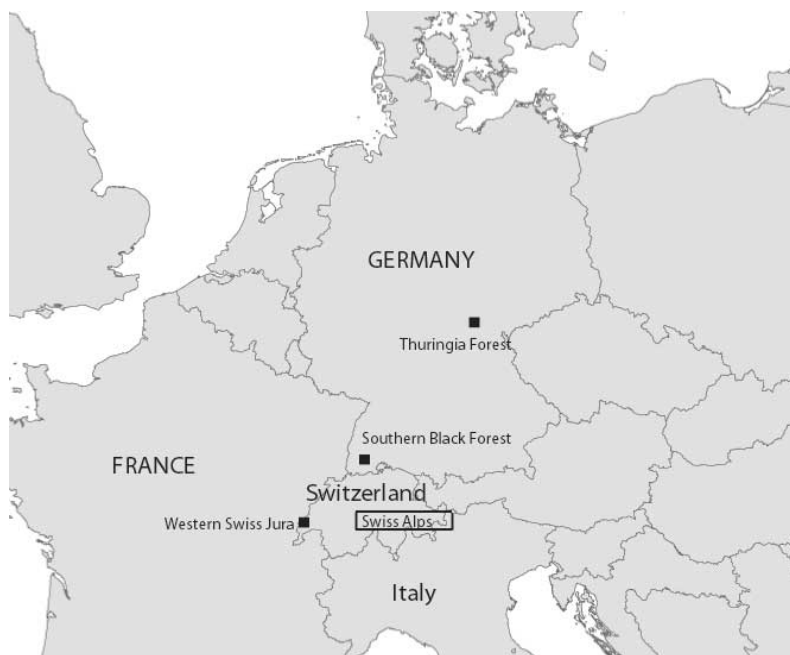 GERMANY
Thuringia Forest
Southern Black Forest
FRANCE
Switzerland
Western Swiss Jura
Swiss Alps
Italy